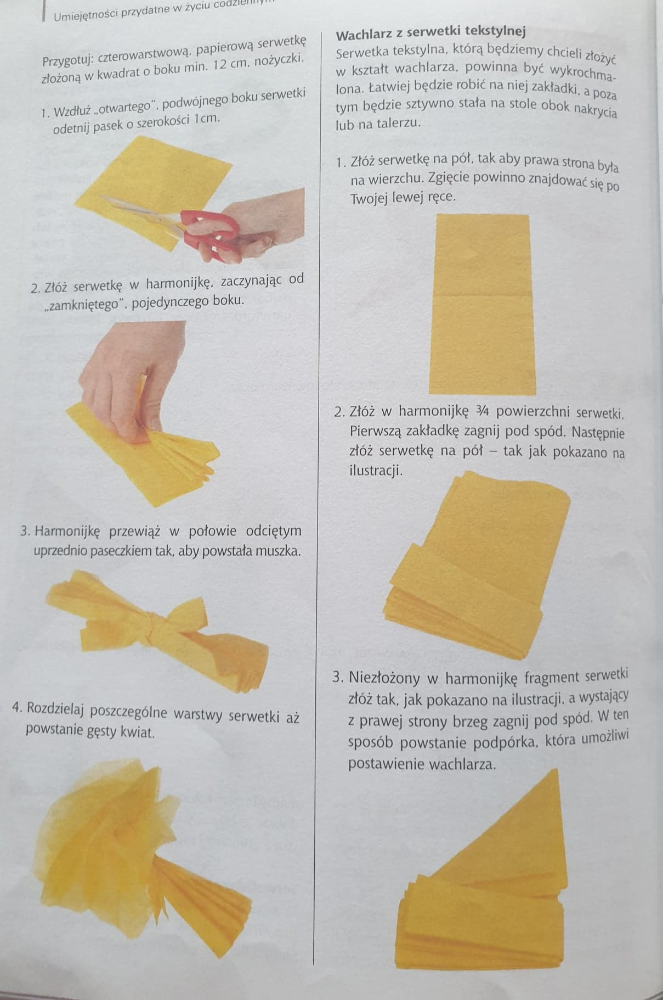 Umiejętności przydatne w życiu codziennym
Przygotuj: czterowarstwową, papierową serwetkę
złożoną w kwadrat o boku min. 12 cm, nożyczki.
1. Wzdłuż „otwartego”, podwójnego boku serwetki
odetnij pasek o szerokości 1cm.
2. Złóż serwetkę w harmonijkę, zaczynając od
„zamkniętego”, pojedynczego boku.
3. Harmonijkę przewiąż w połowie odciętym
uprzednio paseczkiem tak, aby powstała muszka.
4. Rozdzielaj poszczególne warstwy serwetki aż
powstanie gęsty kwiat.
Wachlarz z serwetki tekstylnej
Serwetka tekstylna, którą będziemy chcieli złożyć
w kształt wachlarza, powinna być wykrochma-
lona. Łatwiej będzie robić na niej zakładki, a poza
tym będzie sztywno stała na stole obok nakrycia
lub na talerzu.
1. Złóż serwetkę na pół, tak aby prawa strona była
na wierzchu. Zgięcie powinno znajdować się po
Twojej lewej ręce.
2. Złóż w harmonijkę ¾ powierzchni serwetki.
Pierwszą zakładkę zagnij pod spód. Następnie
złóż serwetkę na pół – tak jak pokazano na
ilustracji.
3. Niezłożony w harmonijkę fragment serwetki
złóż tak, jak pokazano na ilustracji, a wystający
z prawej strony brzeg zagnij pod spód. W ten
sposób powstanie podpórka, która umożliwi
postawienie wachlarza.